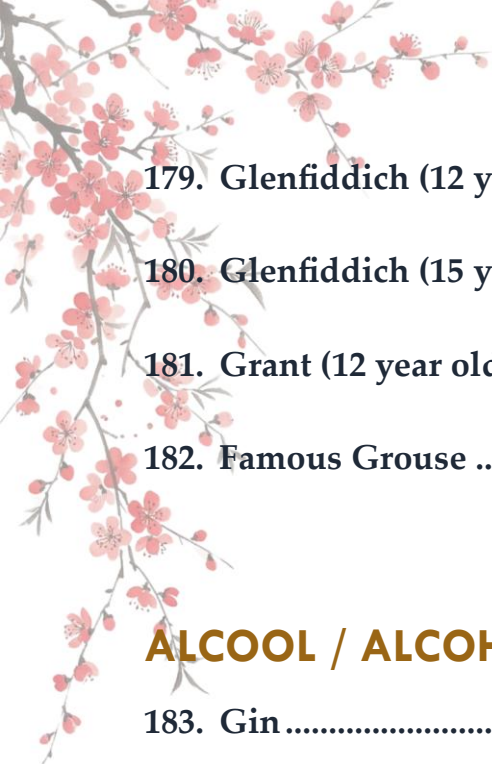 179. Glenfiddich (12 y
180. Glenfiddich (15 y
181. Grant (12 year old
182. Famous Grouse ..
ALCOOL / ALCOH
183. Gin........................